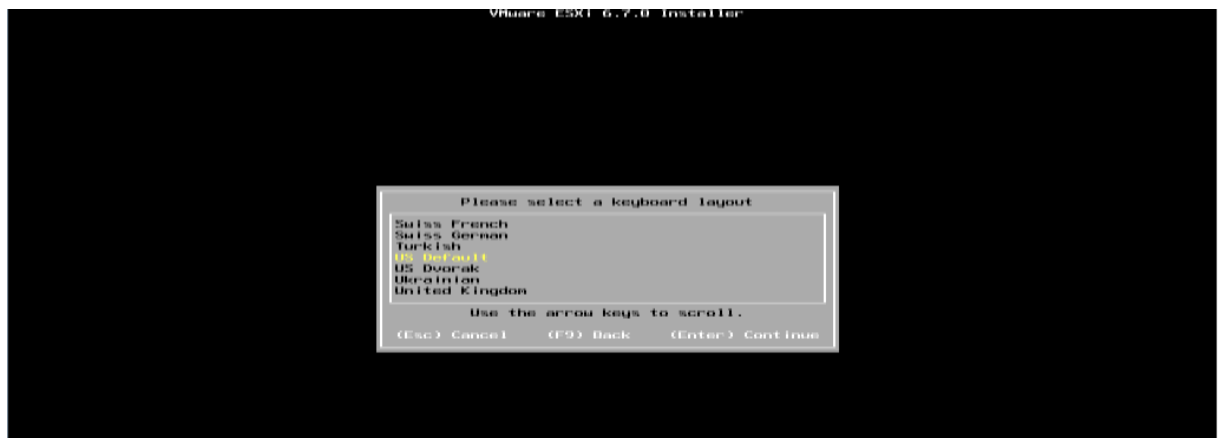 VMware ESXi 6.7.0 Installer
Please select a keyboard layout
Swiss French
Swiss German
Turkish
US Default
US Dvorak
Ukrainian
United Kingdom
Use the arrow keys to scroll.
(Esc) Cancel (F9) Back (Enter) Continue